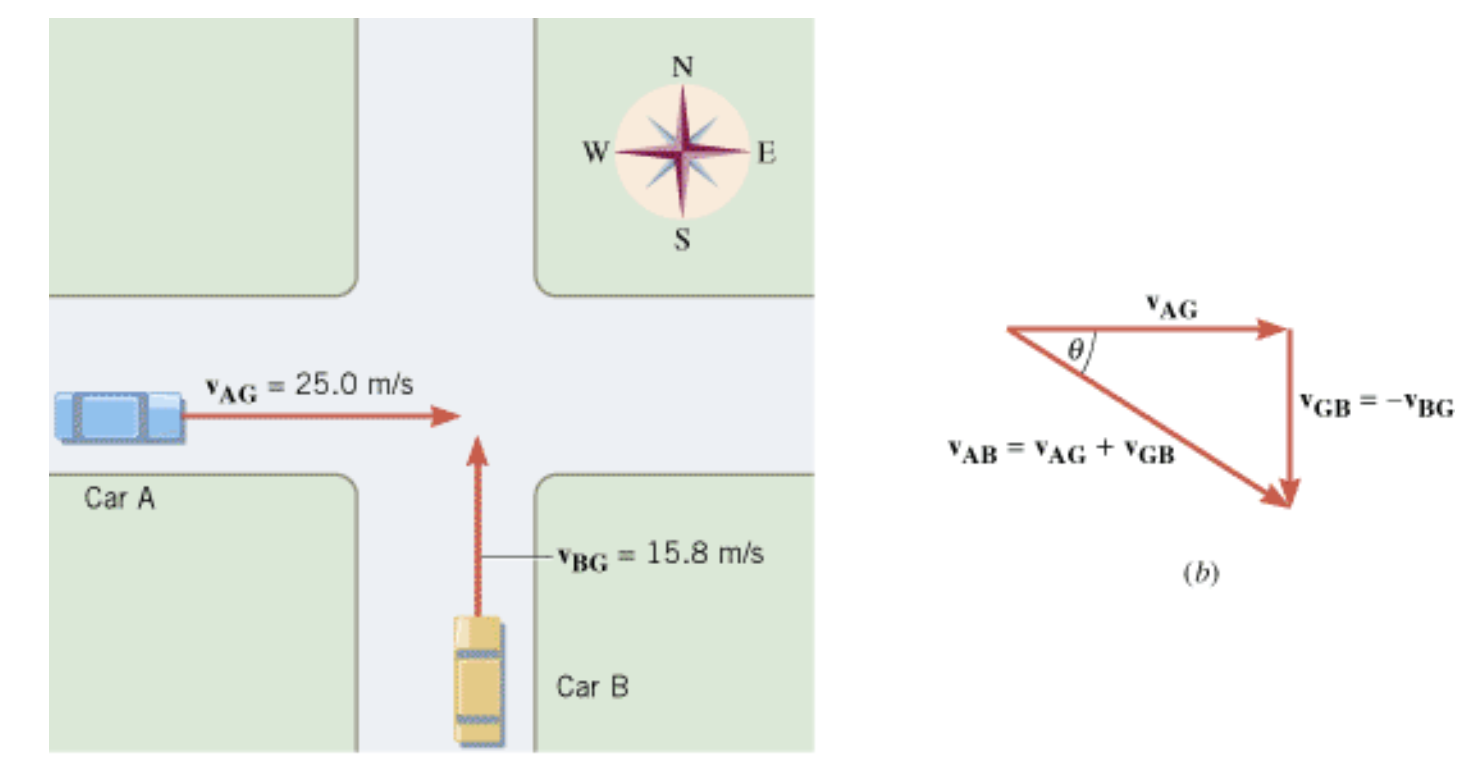 N
W E
S
vAG = 25.0 m/s
Car A
vBG = 15.8 m/s
Car B
vAG
θ
vGB = −vBG
vAB = vAG + vGB
(b)